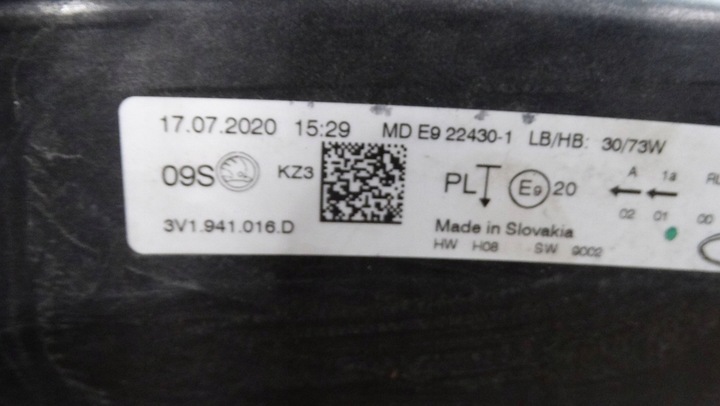 17.07.2020 15:29 MD E9 22430-1 LB/HB: 30/73W
09S KZ3 PL E9 20 A 1a
02 01 00
3V1.941.016.D Made in Slovakia
HW H08 SW 9002